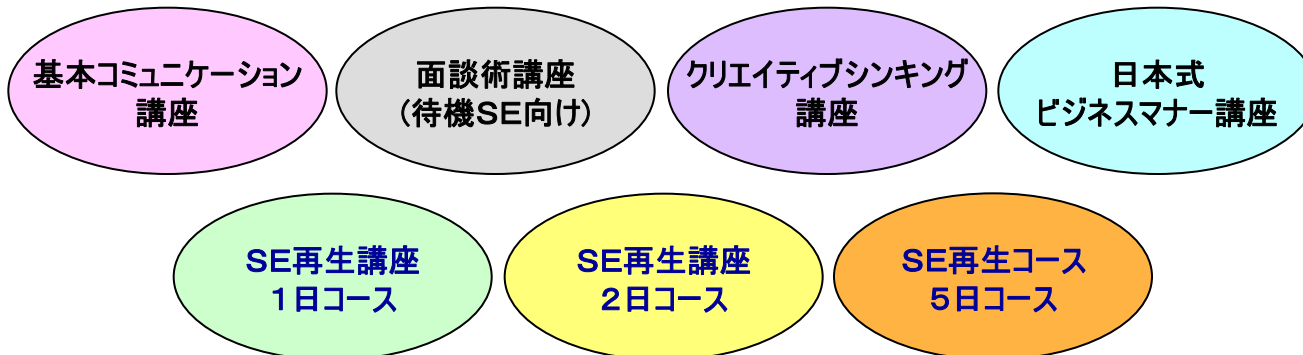 基本コミュニケーション
講座
面談術講座
（待機ＳＥ向け）
クリエイティブシンキング
講座
日本式
ビジネスマナー講座
ＳＥ再生講座
１日コース
ＳＥ再生講座
２日コース
ＳＥ再生コース
５日コース